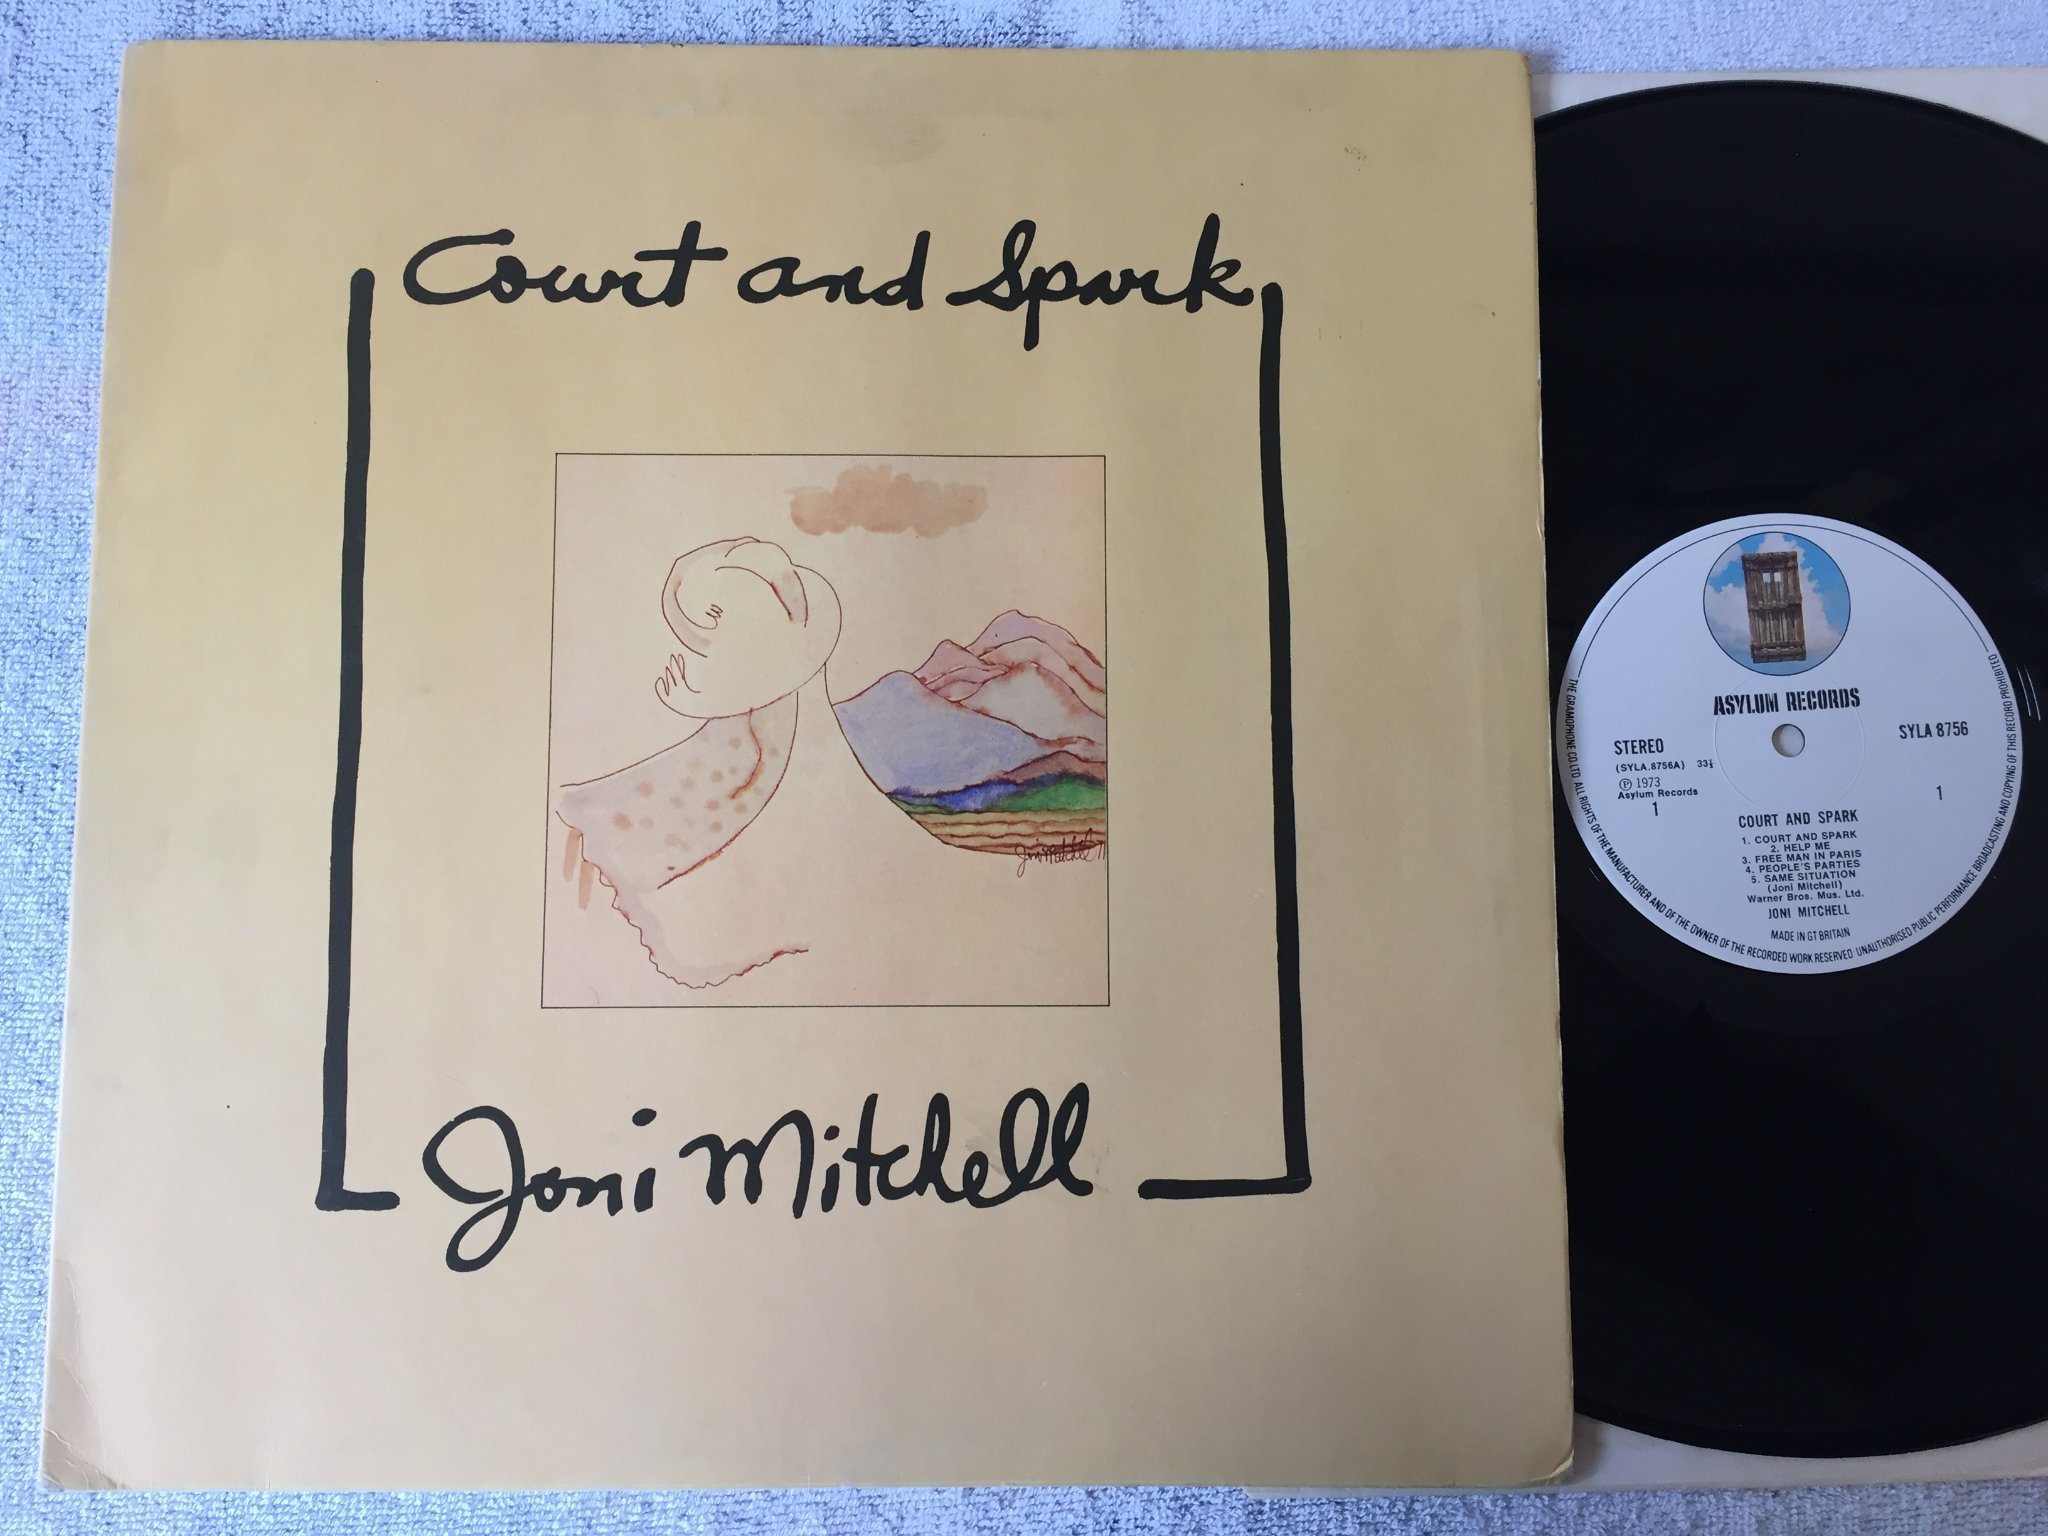 Court and Spark
Joni Mitchell
Joni Mitchell
ASYLUM RECORDS
STEREO
SYLA 8756
(SYLA.8756A) 33⅓
Ⓟ 1973
Asylum Records
1
1
COURT AND SPARK
1. COURT AND SPARK
2. HELP ME
3. FREE MAN IN PARIS
4. PEOPLE'S PARTIES
5. SAME SITUATION
(Joni Mitchell)
Warner Bros. Mus. Ltd.
JONI MITCHELL
MADE IN GT BRITAIN
THE GRAMOPHONE CO. LTD. ALL RIGHTS OF THE MANUFACTURER AND OF THE OWNER OF THE RECORDED WORK RESERVED UNAUTHORISED PUBLIC PERFORMANCE BROADCASTING AND COPYING OF THIS RECORD PROHIBITED